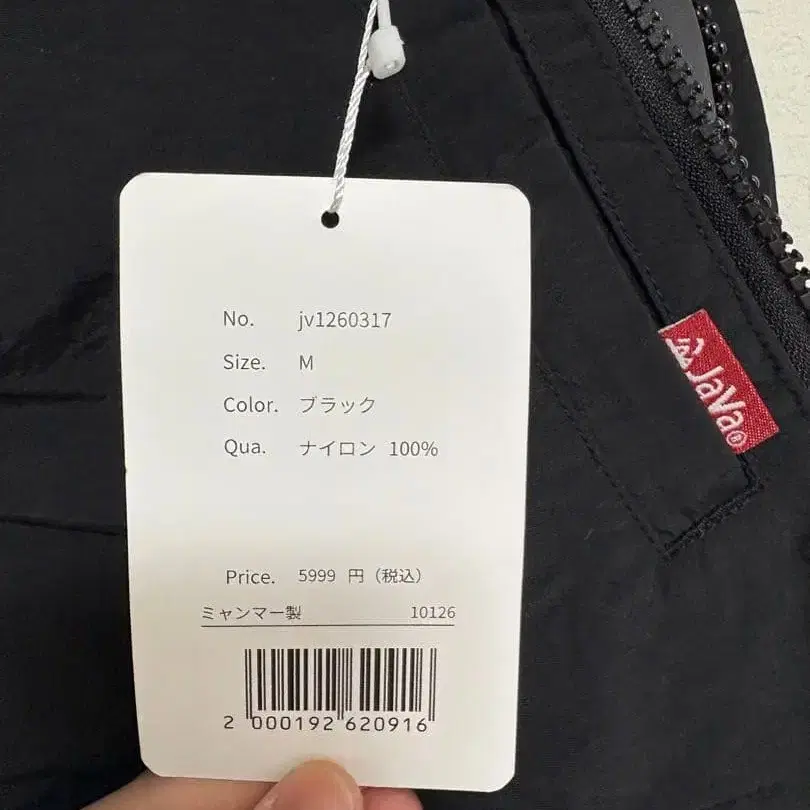 No. jv1260317
Size. M
Color. ブラック
Qua. ナイロン 100%
Price. 5999 円（税込）
ミャンマー製 10126
2 000192 620916
JaVa®